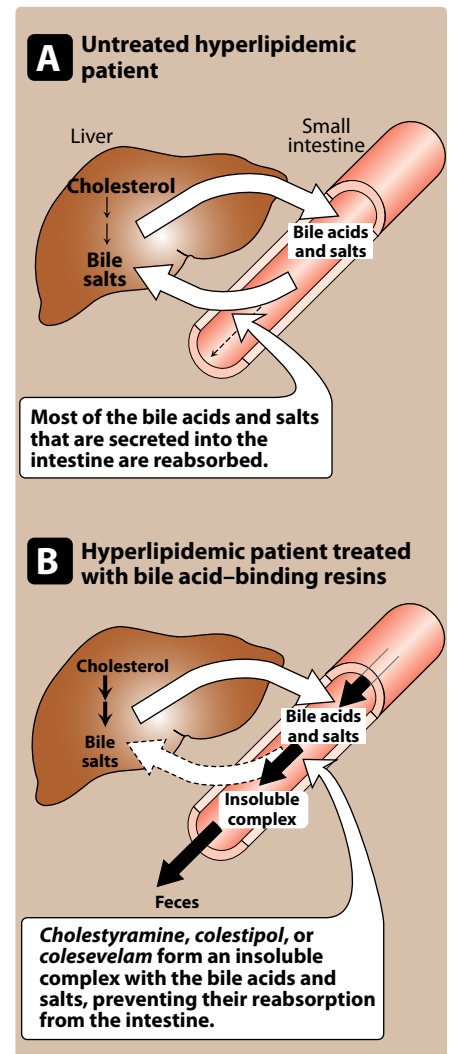 A Untreated hyperlipidemic
patient
Liver
Small
intestine
Cholesterol
Bile
salts
Bile acids
and salts
Most of the bile acids and salts
that are secreted into the
intestine are reabsorbed.
B Hyperlipidemic patient treated
with bile acid–binding resins
Cholesterol
Bile
salts
Bile acids
and salts
Insoluble
complex
Feces
Cholestyramine, colestipol, or
colesevelam form an insoluble
complex with the bile acids and
salts, preventing their reabsorption
from the intestine.